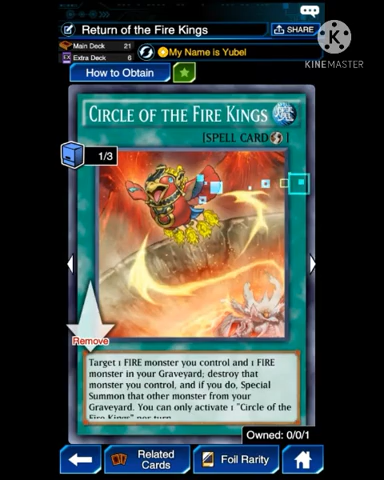 Return of the Fire Kings
SHARE
Main Deck 21
EX Extra Deck 6
My Name is Yubel
K
KINEMASTER
How to Obtain
CIRCLE OF THE FIRE KINGS 魔
[SPELL CARD]
1/3
Remove
Target 1 FIRE monster you control and 1 FIRE
monster in your Graveyard; destroy that
monster you control, and if you do, Special
Summon that other monster from your
Graveyard. You can only activate 1 "Circle of the
Fire Kings" per turn.
Owned: 0/0/1
Related
Cards
Foil Rarity